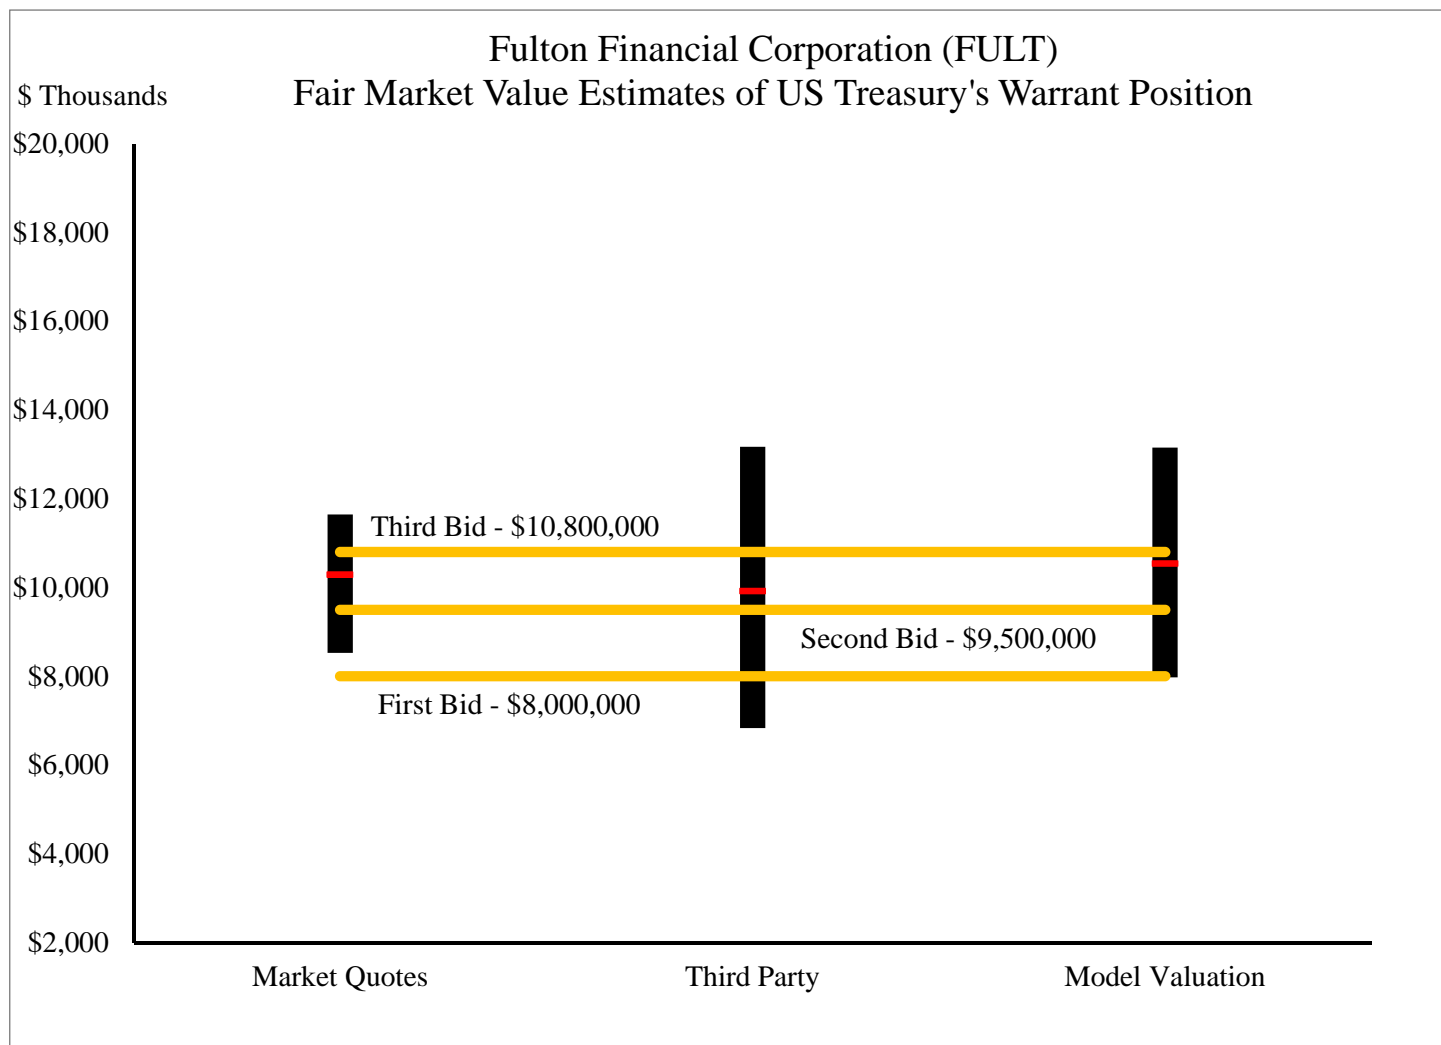 Fulton Financial Corporation (FULT)
Fair Market Value Estimates of US Treasury's Warrant Position
$ Thousands
$20,000
$18,000
$16,000
$14,000
$12,000
$10,000
$8,000
$6,000
$4,000
$2,000
Third Bid - $10,800,000
Second Bid - $9,500,000
First Bid - $8,000,000
Market Quotes
Third Party
Model Valuation